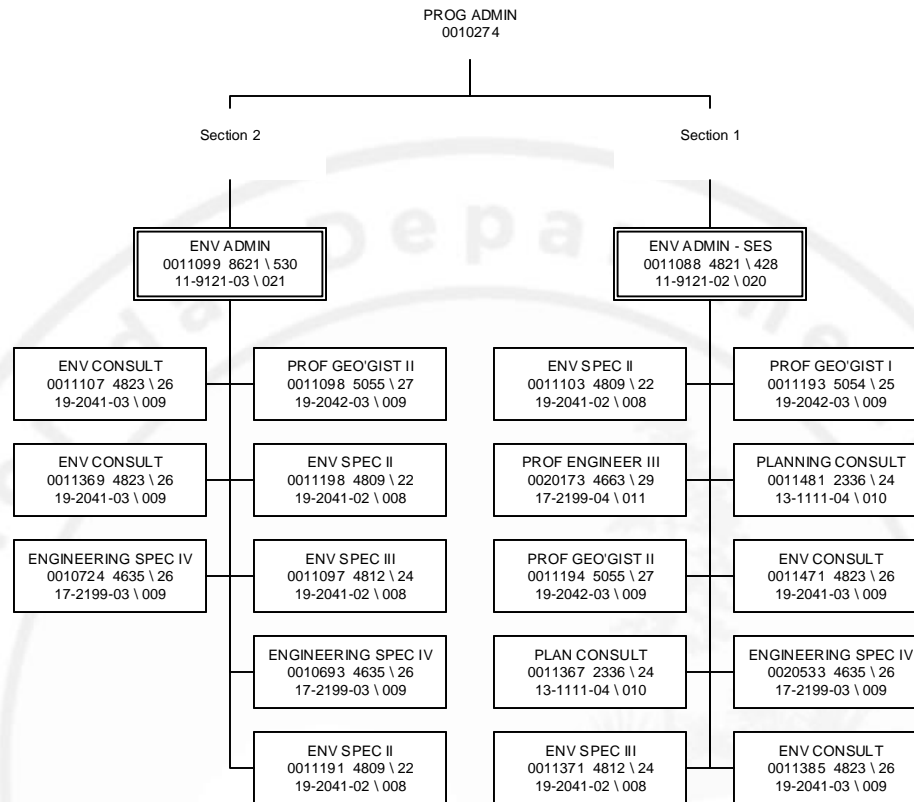 PROG ADMIN
0010274
Section 2
Section 1
ENV ADMIN
0011099 8621 \ 530
11-9121-03 \ 021
ENV ADMIN - SES
0011088 4821 \ 428
11-9121-02 \ 020
ENV CONSULT
0011107 4823 \ 26
19-2041-03 \ 009
PROF GEO'GIST II
0011098 5055 \ 27
19-2042-03 \ 009
ENV SPEC II
0011103 4809 \ 22
19-2041-02 \ 008
PROF GEO'GIST I
0011193 5054 \ 25
19-2042-03 \ 009
ENV CONSULT
0011369 4823 \ 26
19-2041-03 \ 009
ENV SPEC II
0011198 4809 \ 22
19-2041-02 \ 008
PROF ENGINEER III
0020173 4663 \ 29
17-2199-04 \ 011
PLANNING CONSULT
0011481 2336 \ 24
13-1111-04 \ 010
ENGINEERING SPEC IV
0010724 4635 \ 26
17-2199-03 \ 009
ENV SPEC III
0011097 4812 \ 24
19-2041-02 \ 008
PROF GEO'GIST II
0011194 5055 \ 27
19-2042-03 \ 009
ENV CONSULT
0011471 4823 \ 26
19-2041-03 \ 009
ENGINEERING SPEC IV
0010693 4635 \ 26
17-2199-03 \ 009
PLAN CONSULT
0011367 2336 \ 24
13-1111-04 \ 010
ENGINEERING SPEC IV
0020533 4635 \ 26
17-2199-03 \ 009
ENV SPEC II
0011191 4809 \ 22
19-2041-02 \ 008
ENV SPEC III
0011371 4812 \ 24
19-2041-02 \ 008
ENV CONSULT
0011385 4823 \ 26
19-2041-03 \ 009